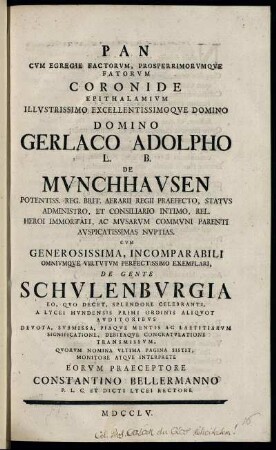 PAN
CVM EGREGIE FACTORVM, PROSPERRIMORVMQVE
FATORVM
CORONIDE
EPITHALAMIVM
ILLVSTRISSIMO EXCELLENTISSIMOQVE DOMINO
DOMINO
GERLACO ADOLPHO
L. B.
DE
MVNCHHAVSEN
POTENTISS. REG. BRIT. AERARII REGII PRAEFECTO, STATVS
ADMINISTRO, ET CONSILIARIO INTIMO, REL.
HEROI IMMORTALI, AC MVSARVM COMMVNI PARENTI
AVSPICATISSIMAS NVPTIAS.
CVM
GENEROSISSIMA, INCOMPARABILI
OMNIVMQVE VIRTVTVM PERFECTISSIMO EXEMPLARI,
DE GENTE
SCHVLENBVRGIA
EO, QVO DECET, SPLENDORE CELEBRANTI,
A LYCEI MVNDENSIS PRIMI ORDINIS ALIQVOT
AVDITORIBVS
DEVOTA, SVBMISSA, PIAQVE MENTIS AC LAETITIARVM
SIGNIFICATIONE, DEBITAQVE CONGRATVLATIONE
TRANSMISSVM,
QVORVM NOMINA VLTIMA PAGINA SISTET,
MONITORE ATQVE INTERPRETE
EORVM PRAECEPTORE
CONSTANTINO BELLERMANNO
P. L. C. ET DICTI LYCEI RECTORE.
MDCCLV.